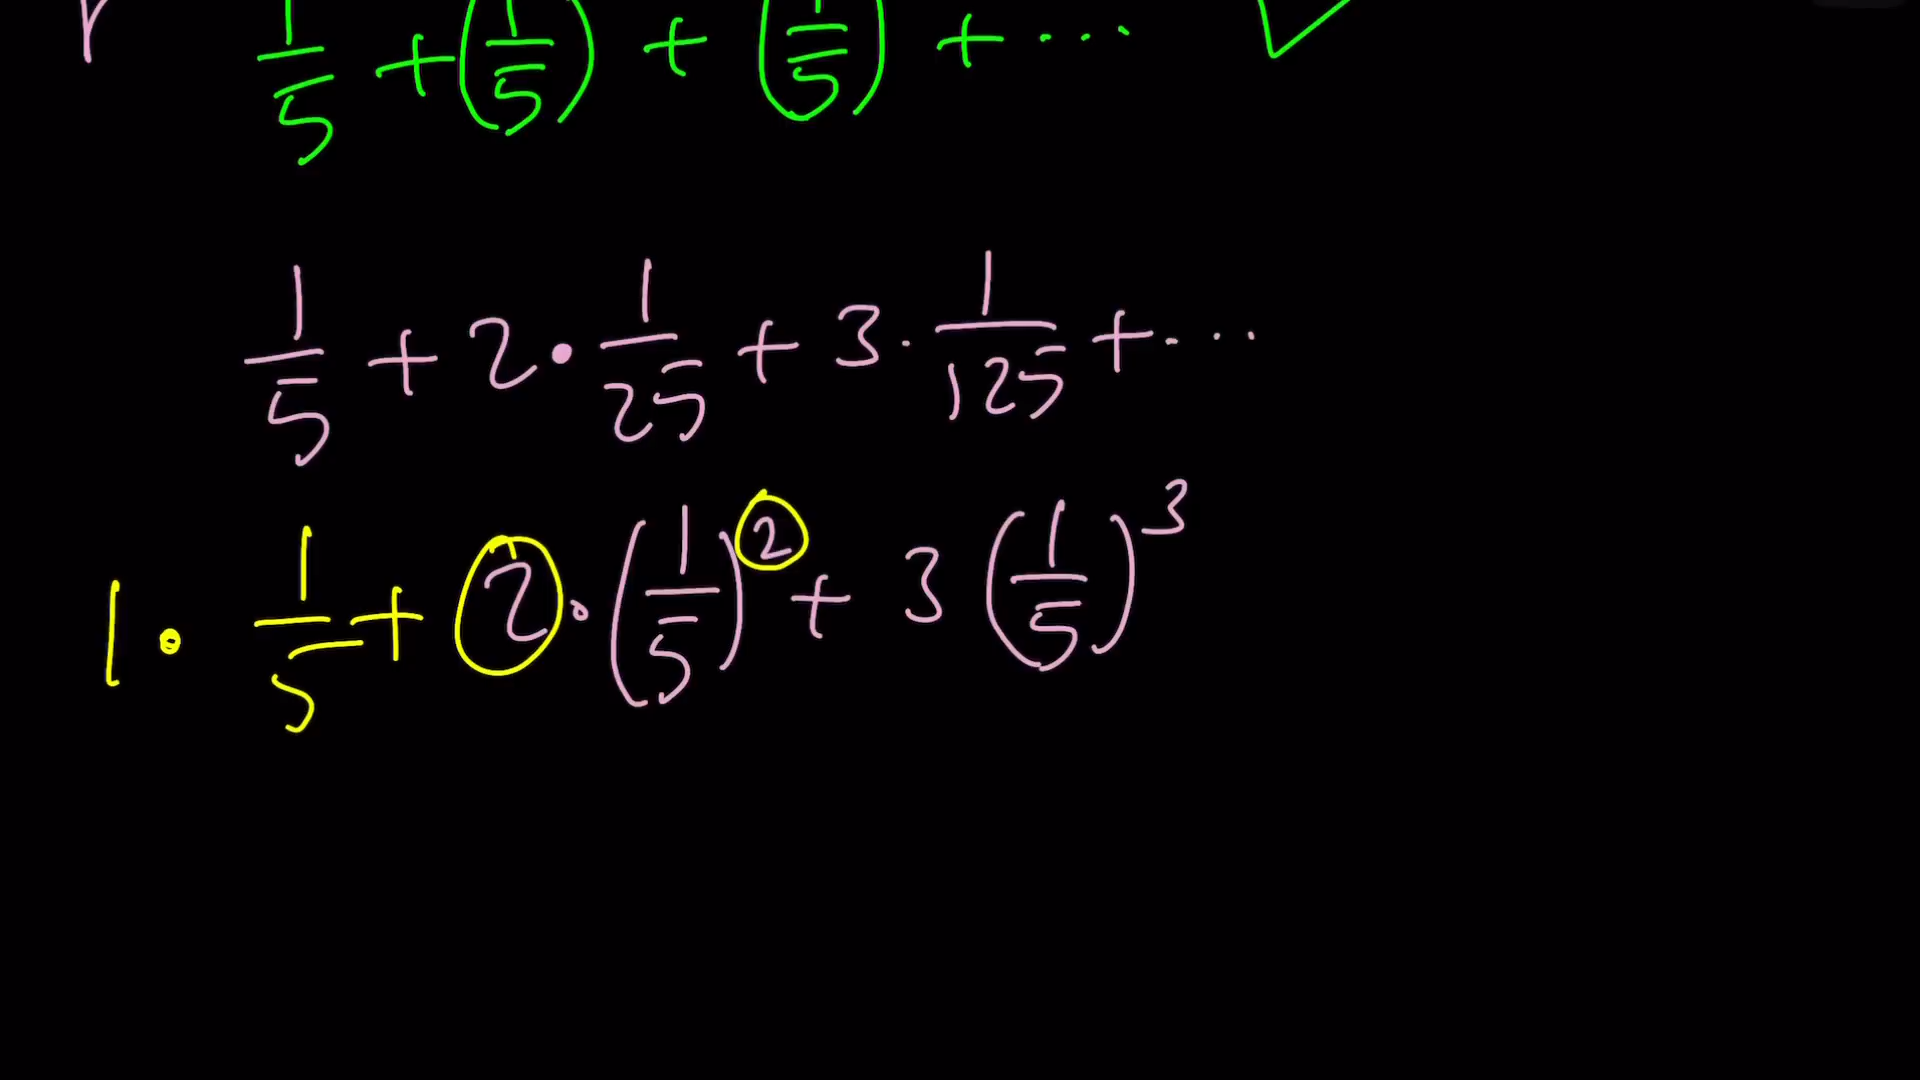 r 1/5 + (1/5) + (1/5) + ...
1/5 + 2 · 1/25 + 3 · 1/125 + ...
1 · 1/5 + 2 · (1/5)² + 3 (1/5)³